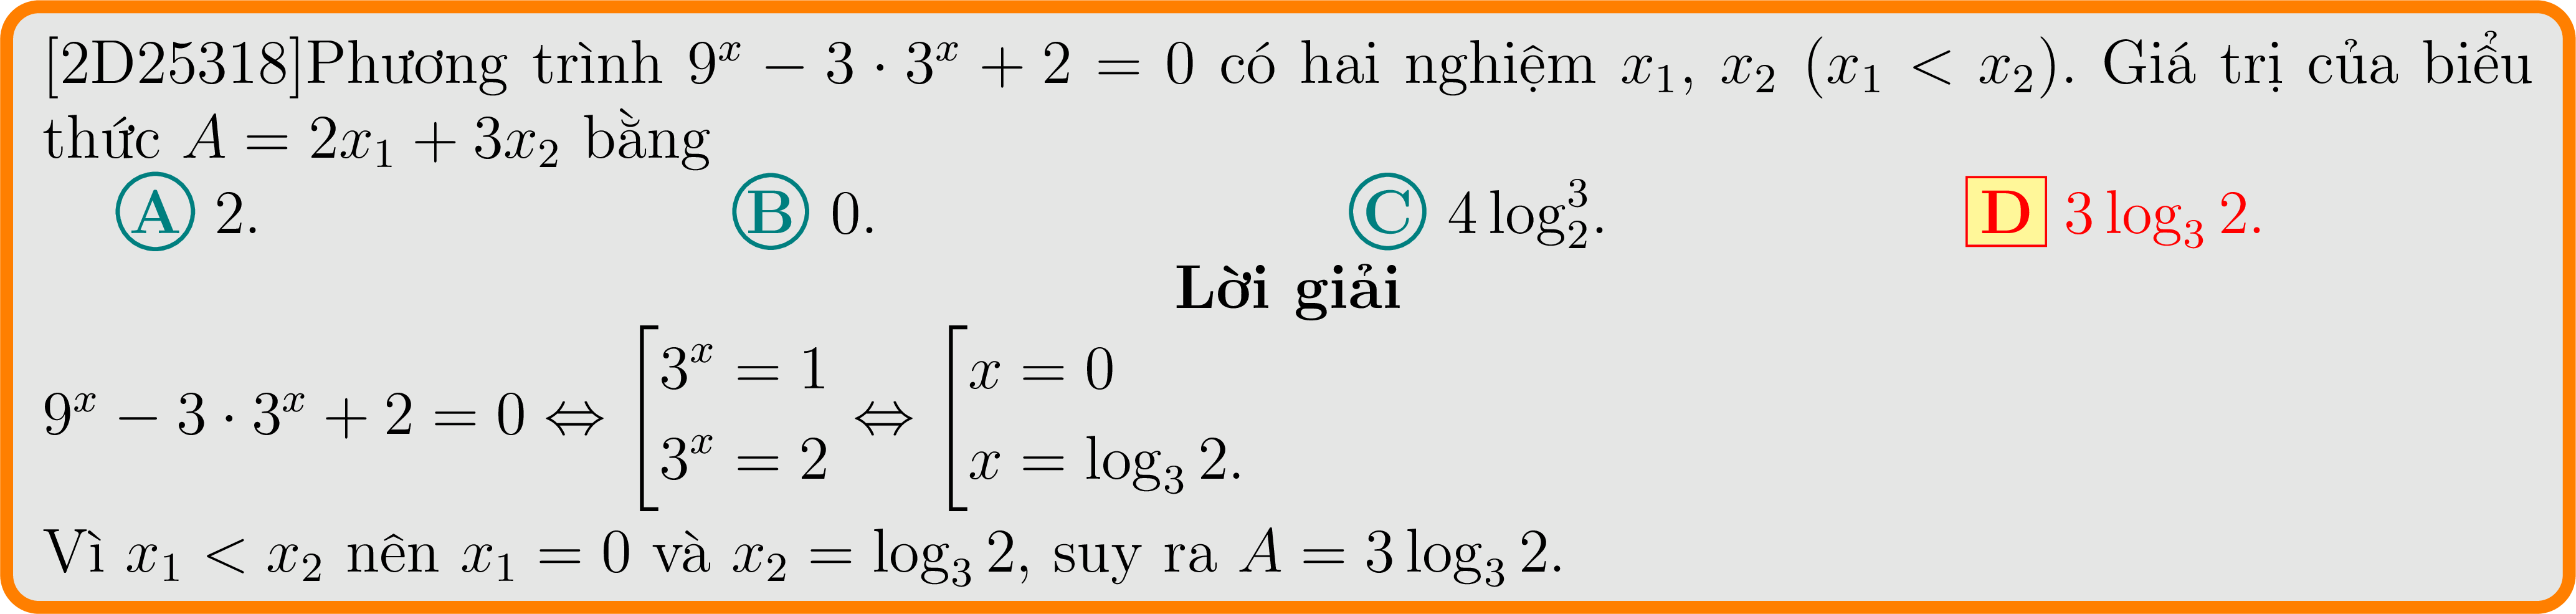 [2D25318]Phương trình $9^x - 3 \cdot 3^x + 2 = 0$ có hai nghiệm $x_1$, $x_2$ $(x_1 < x_2)$. Giá trị của biểu
thức $A = 2x_1 + 3x_2$ bằng
A 2. B 0. C $4\log_2^3$. D $3\log_3 2$.
Lời giải
$9^x - 3 \cdot 3^x + 2 = 0 \Leftrightarrow \left[\begin{array}{l} 3^x = 1 \\ 3^x = 2 \end{array}\right. \Leftrightarrow \left[\begin{array}{l} x = 0 \\ x = \log_3 2. \end{array}\right.$
Vì $x_1 < x_2$ nên $x_1 = 0$ và $x_2 = \log_3 2$, suy ra $A = 3\log_3 2$.